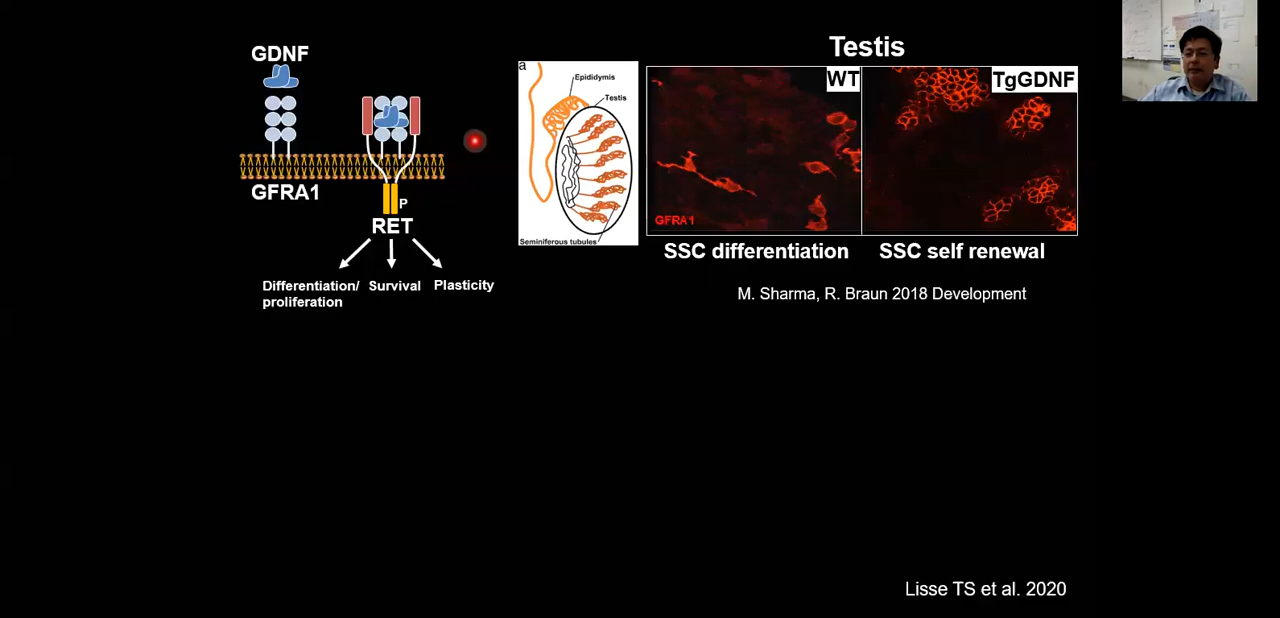 GDNF
GFRA1
P
RET
Differentiation/
proliferation
Survival
Plasticity
a
Epididymis
Testis
Seminiferous tubules
Testis
WT
TgGDNF
GFRA1
SSC differentiation
SSC self renewal
M. Sharma, R. Braun 2018 Development
Lisse TS et al. 2020